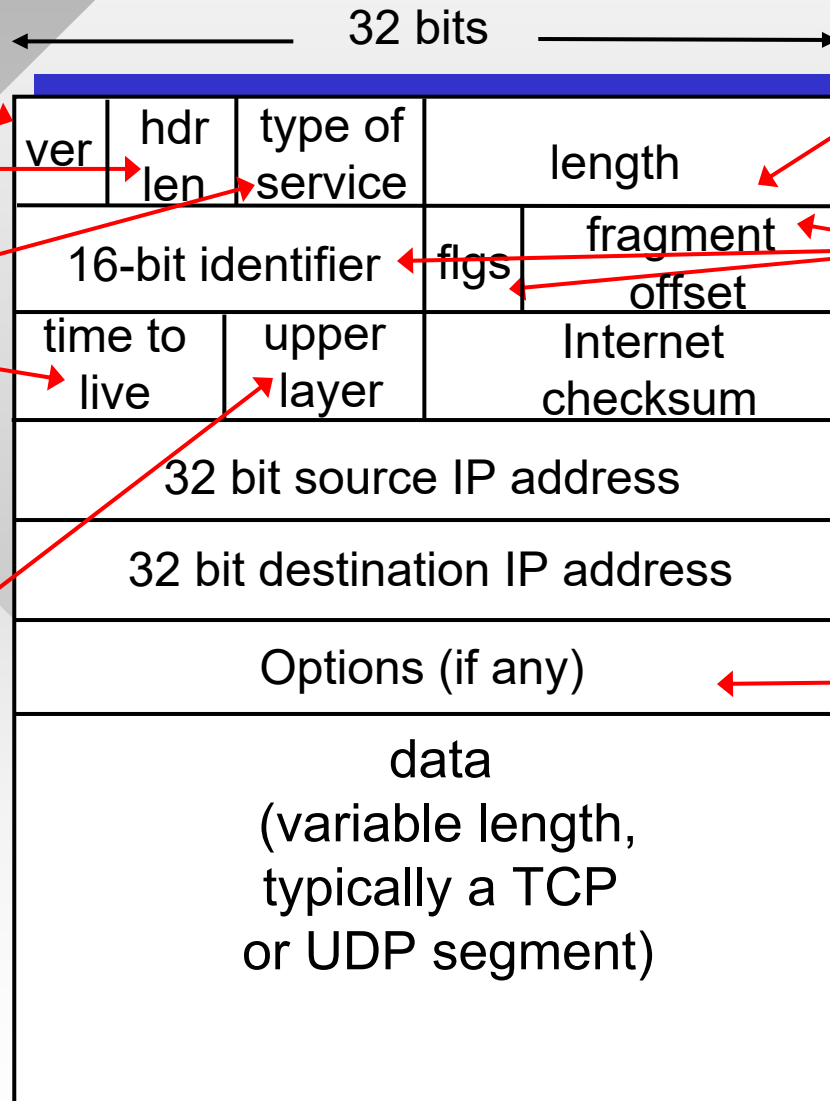 32 bits
ver
hdr
len
type of
service
length
16-bit identifier
flgs
fragment
offset
time to
live
upper
layer
Internet
checksum
32 bit source IP address
32 bit destination IP address
Options (if any)
data
(variable length,
typically a TCP
or UDP segment)